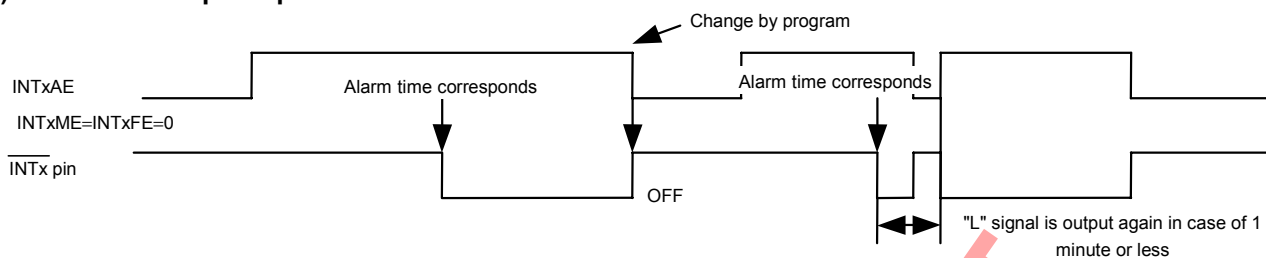 Change by program
INTxAE
Alarm time corresponds
Alarm time corresponds
INTxME=INTxFE=0
INTx pin
OFF
"L" signal is output again in case of 1
minute or less